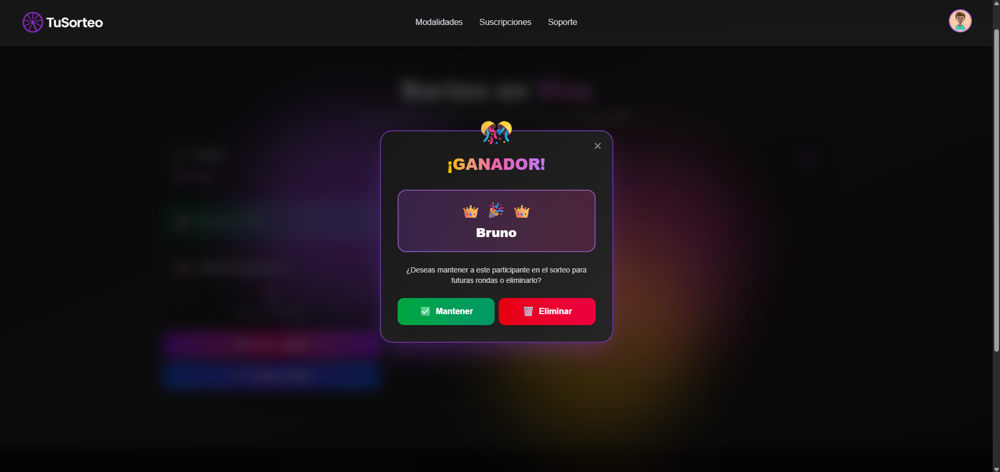 TuSorteo
Modalidades
Suscripciones
Soporte
¡GANADOR!
Bruno
¿Deseas mantener a este participante en el sorteo para
futuras rondas o eliminarlo?
Mantener
Eliminar